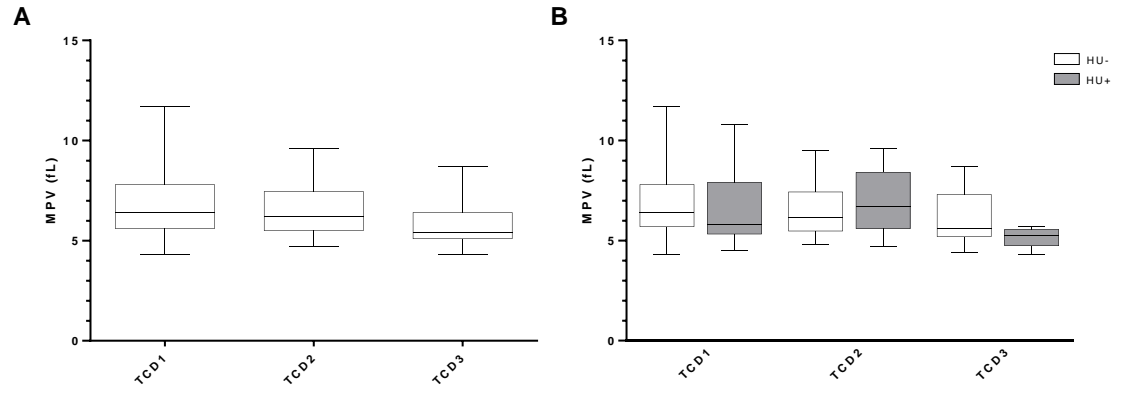 A
15
10
5
0
MPV (fL)
TCD1
TCD2
TCD3
B
15
10
5
0
MPV (fL)
TCD1
TCD2
TCD3
HU-
HU+